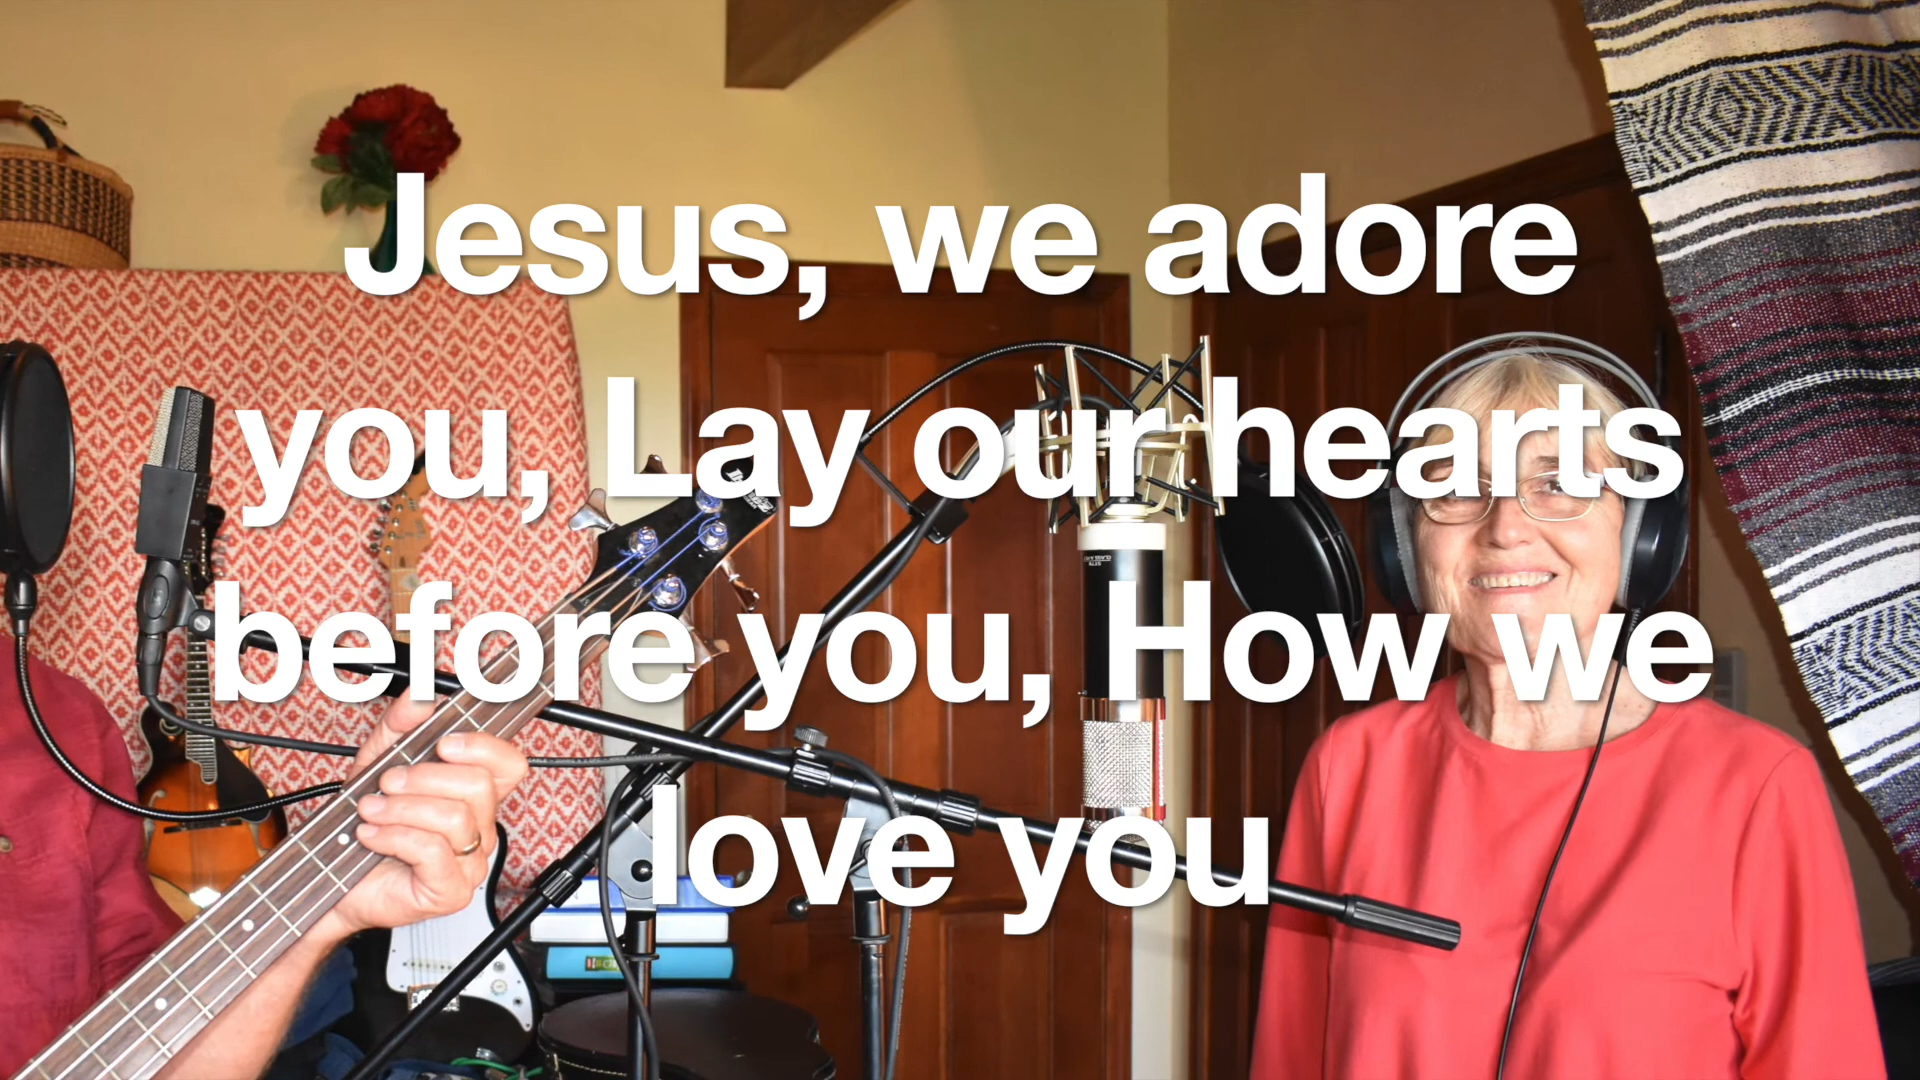 Jesus, we adore
you, Lay our hearts
before you, How we
love you